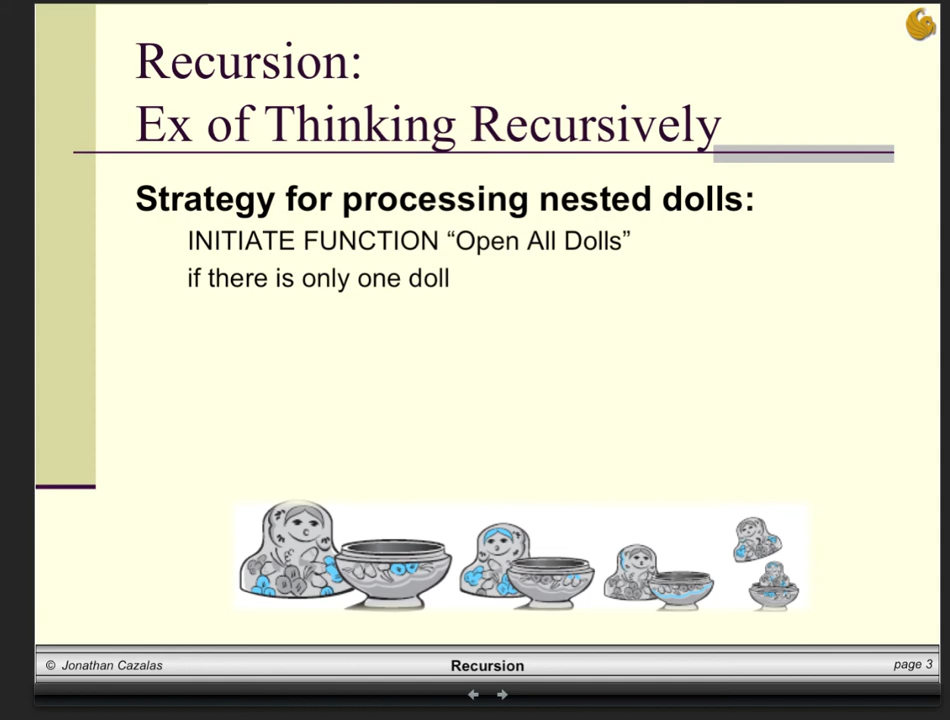 Recursion:
Ex of Thinking Recursively
Strategy for processing nested dolls:
INITIATE FUNCTION “Open All Dolls”
if there is only one doll
© Jonathan Cazalas
Recursion
page 3